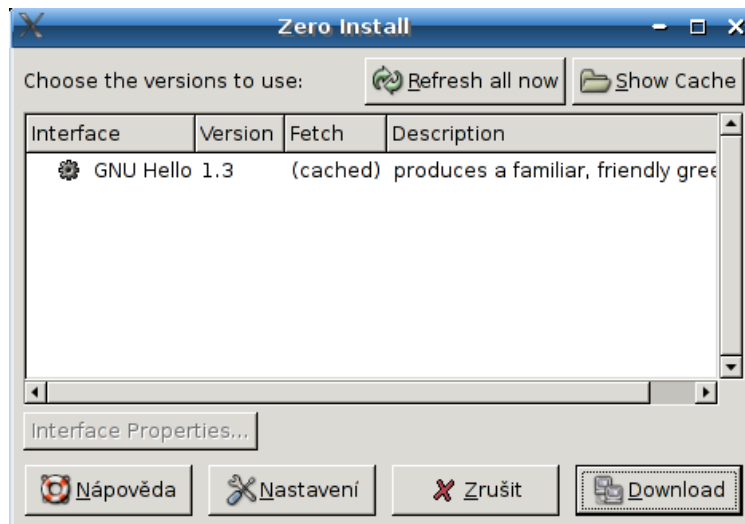 Zero Install
Choose the versions to use: Refresh all now Show Cache
Interface Version Fetch Description
GNU Hello 1.3 (cached) produces a familiar, friendly gree
Interface Properties...
Nápověda Nastavení Zrušit Download